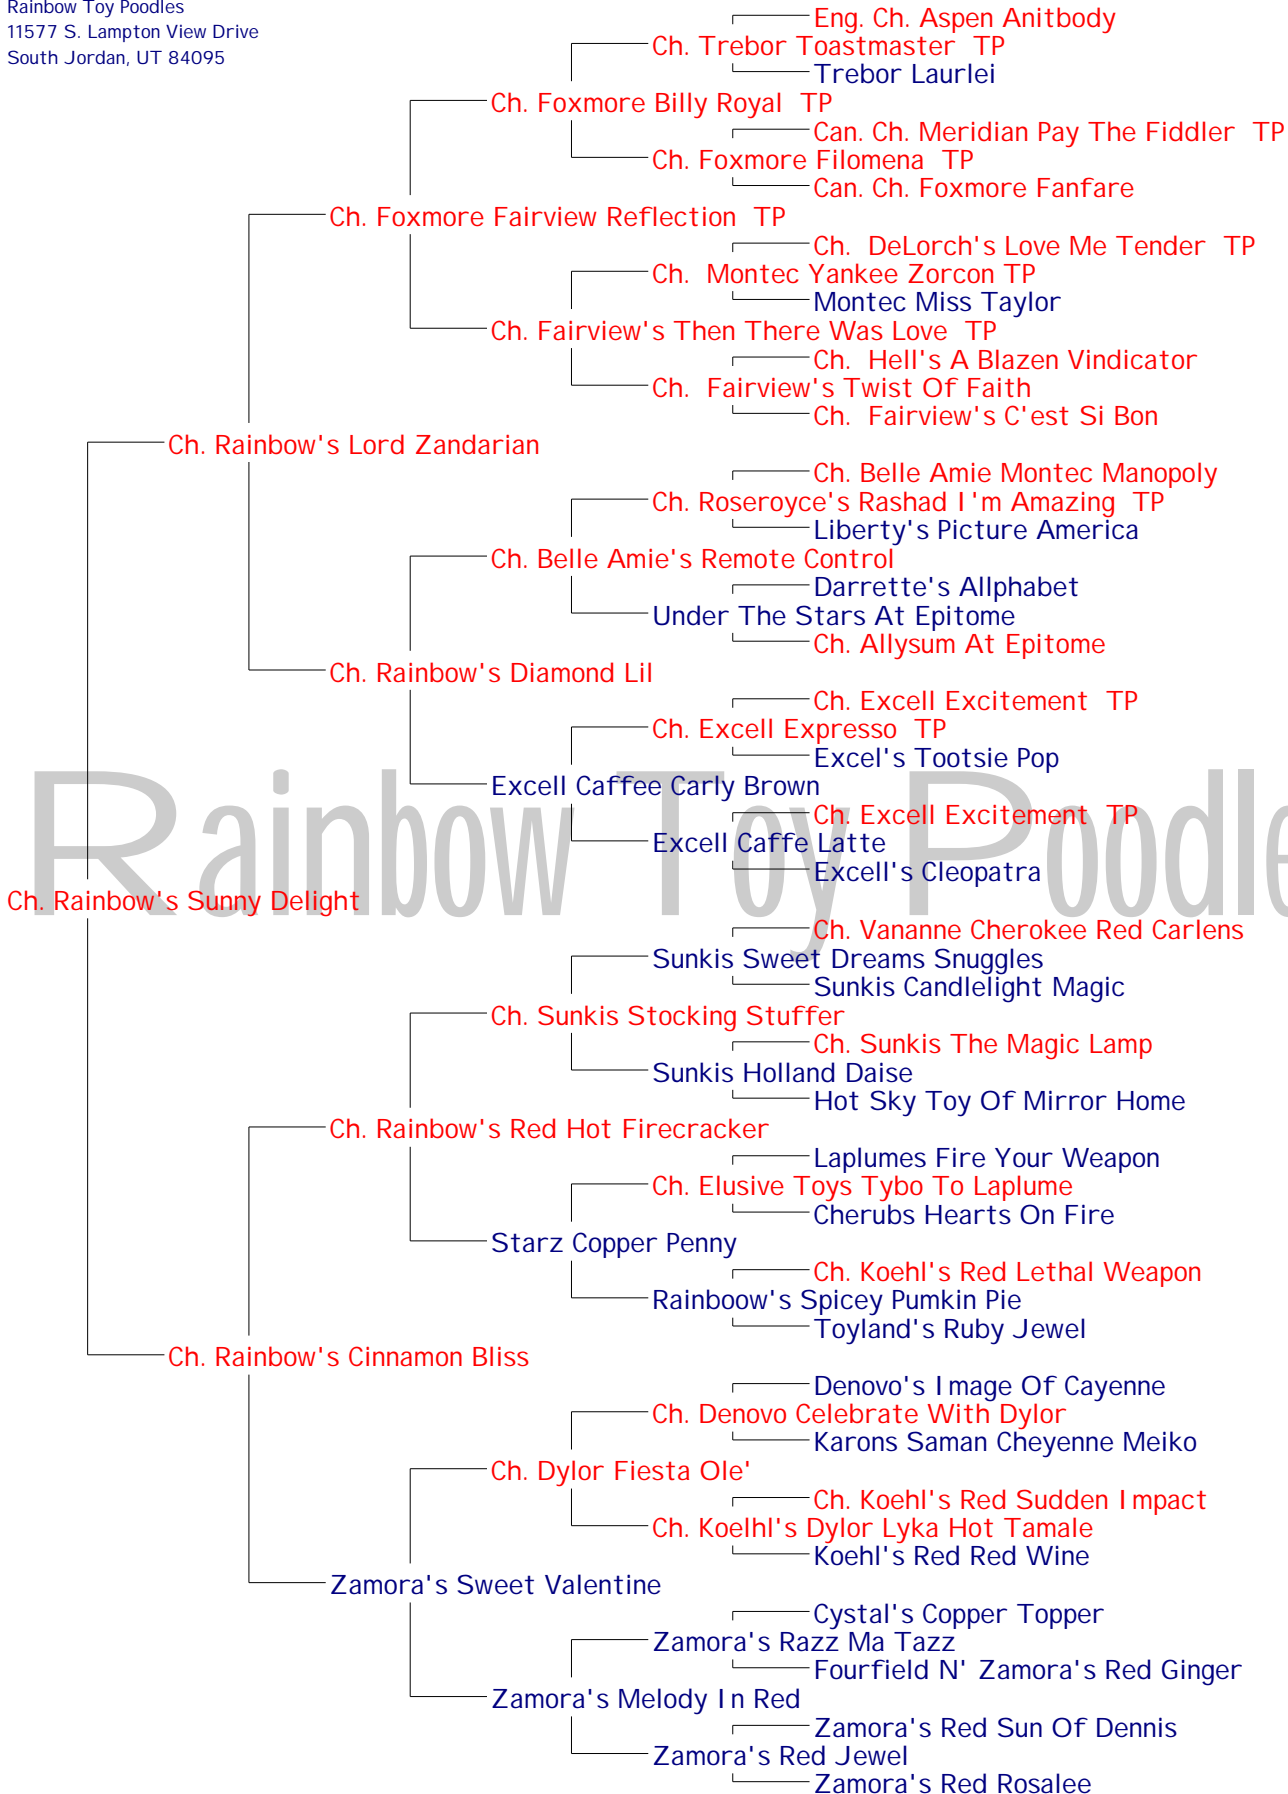 Rainbow Toy Poodles
11577 S. Lampton View Drive
South Jordan, UT 84095
Eng. Ch. Aspen Anitbody
Ch. Trebor Toastmaster TP
Trebor Laurlei
Ch. Foxmore Billy Royal TP
Can. Ch. Meridian Pay The Fiddler TP
Ch. Foxmore Filomena TP
Can. Ch. Foxmore Fanfare
Ch. Foxmore Fairview Reflection TP
Ch. DeLorch's Love Me Tender TP
Ch. Montec Yankee Zorcon TP
Montec Miss Taylor
Ch. Fairview's Then There Was Love TP
Ch. Hell's A Blazen Vindicator
Ch. Fairview's Twist Of Faith
Ch. Fairview's C'est Si Bon
Ch. Rainbow's Lord Zandarian
Ch. Belle Amie Montec Manopoly
Ch. Roseroyce's Rashad I'm Amazing TP
Liberty's Picture America
Ch. Belle Amie's Remote Control
Darrette's Allphabet
Under The Stars At Epitome
Ch. Allysum At Epitome
Ch. Rainbow's Diamond Lil
Ch. Excell Excitement TP
Ch. Excell Expresso TP
Excel's Tootsie Pop
Excell Caffee Carly Brown
Ch. Excell Excitement TP
Excell Caffe Latte
Excell's Cleopatra
Rainbow Toy Poodle
Ch. Rainbow's Sunny Delight
Ch. Vananne Cherokee Red Carlens
Sunkis Sweet Dreams Snuggles
Sunkis Candlelight Magic
Ch. Sunkis Stocking Stuffer
Ch. Sunkis The Magic Lamp
Sunkis Holland Daise
Hot Sky Toy Of Mirror Home
Ch. Rainbow's Red Hot Firecracker
Laplumes Fire Your Weapon
Ch. Elusive Toys Tybo To Laplume
Cherubs Hearts On Fire
Starz Copper Penny
Ch. Koehl's Red Lethal Weapon
Rainboow's Spicey Pumkin Pie
Toyland's Ruby Jewel
Ch. Rainbow's Cinnamon Bliss
Denovo's Image Of Cayenne
Ch. Denovo Celebrate With Dylor
Karons Saman Cheyenne Meiko
Ch. Dylor Fiesta Ole'
Ch. Koehl's Red Sudden Impact
Ch. Koelhl's Dylor Lyka Hot Tamale
Koehl's Red Red Wine
Zamora's Sweet Valentine
Cystal's Copper Topper
Zamora's Razz Ma Tazz
Fourfield N' Zamora's Red Ginger
Zamora's Melody In Red
Zamora's Red Sun Of Dennis
Zamora's Red Jewel
Zamora's Red Rosalee